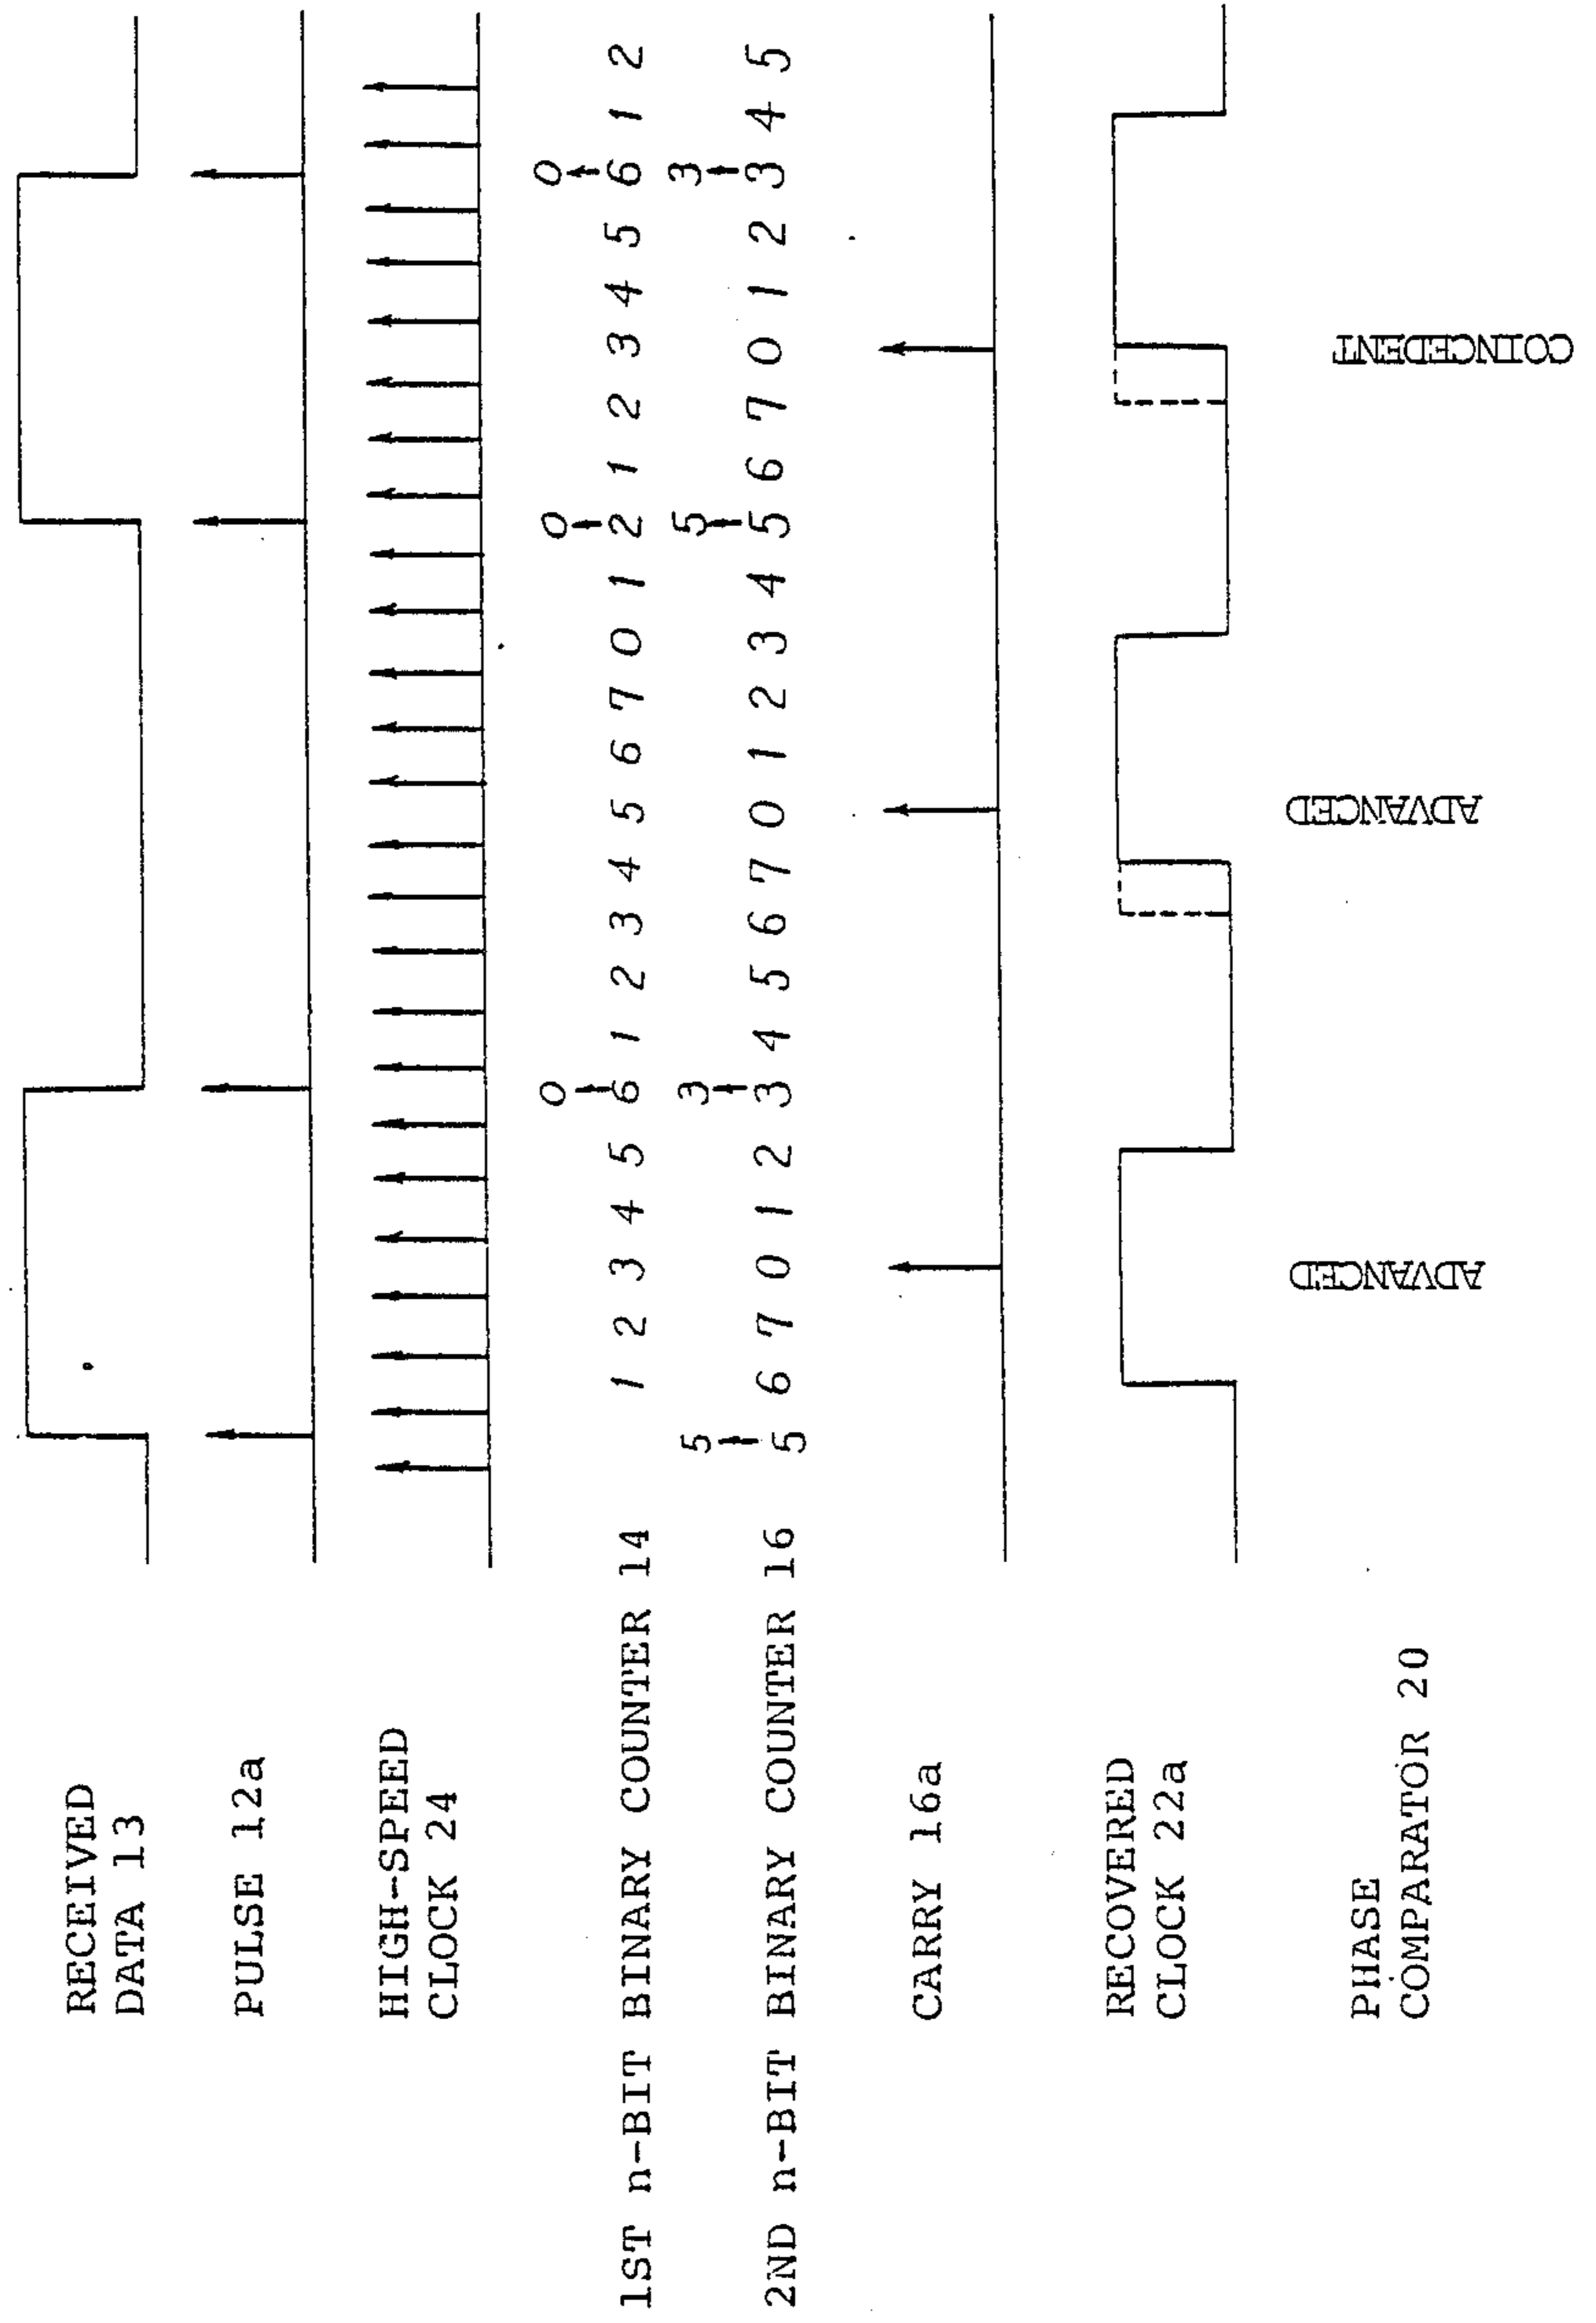 RECEIVED
DATA 13
PULSE 12a
HIGH-SPEED
CLOCK 24
0 0 0
1ST n-BIT BINARY COUNTER 14 1 2 3 4 5 6 1 2 3 4 5 6 7 0 1 2 1 2 3 4 5 6 1 2
5 3 5 3
2ND n-BIT BINARY COUNTER 16 5 6 7 0 1 2 3 4 5 6 7 0 1 2 3 4 5 6 7 0 1 2 3 4 5
CARRY 16a
RECOVERED
CLOCK 22a
PHASE
COMPARATOR 20
ADVANCED ADVANCED COINCEDENT